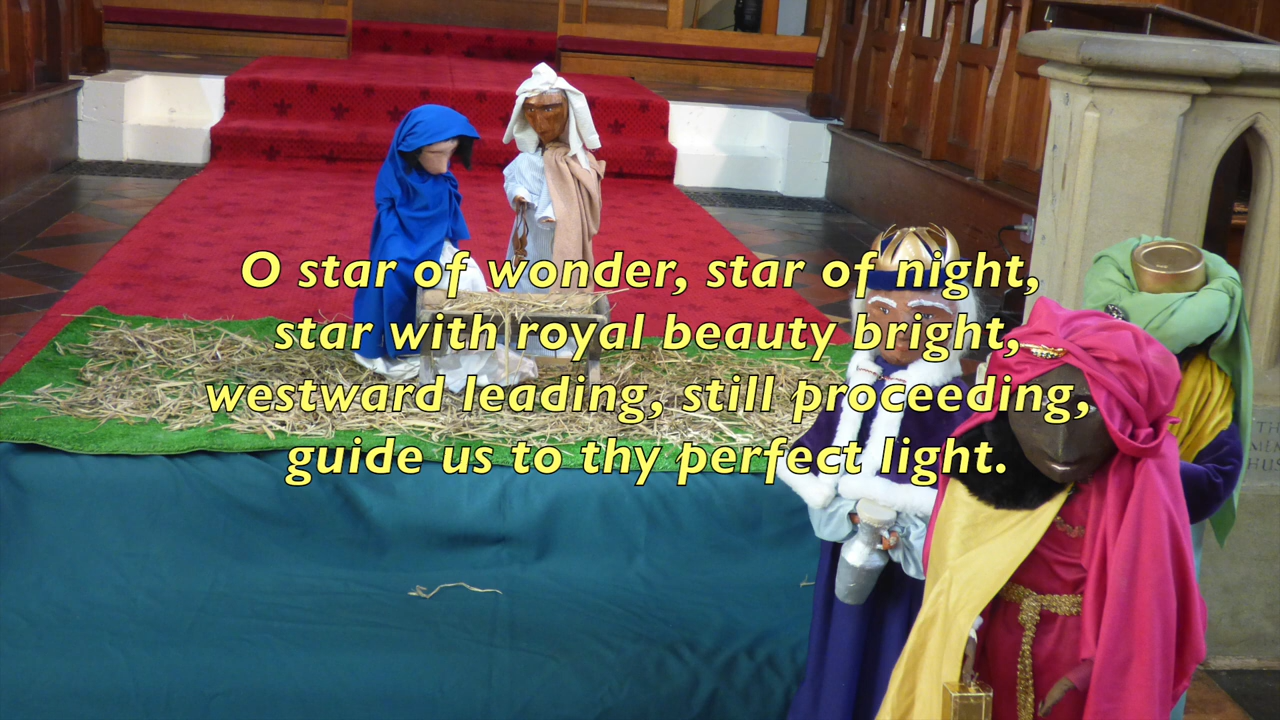 O star of wonder, star of night,
star with royal beauty bright,
westward leading, still proceeding,
guide us to thy perfect light.